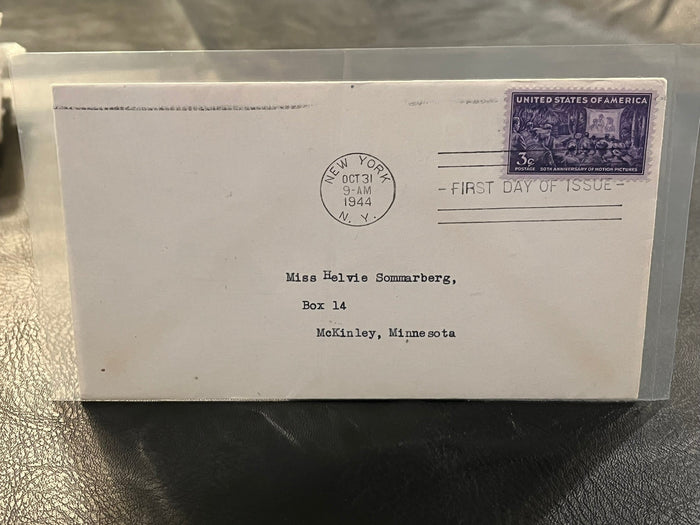 UNITED STATES OF AMERICA
3¢
POSTAGE 50TH ANNIVERSARY OF MOTION PICTURES
NEW YORK
OCT 31
9-AM
1944
N. Y.
- FIRST DAY OF ISSUE -
Miss Helvie Sommarberg,
Box 14
McKinley, Minnesota